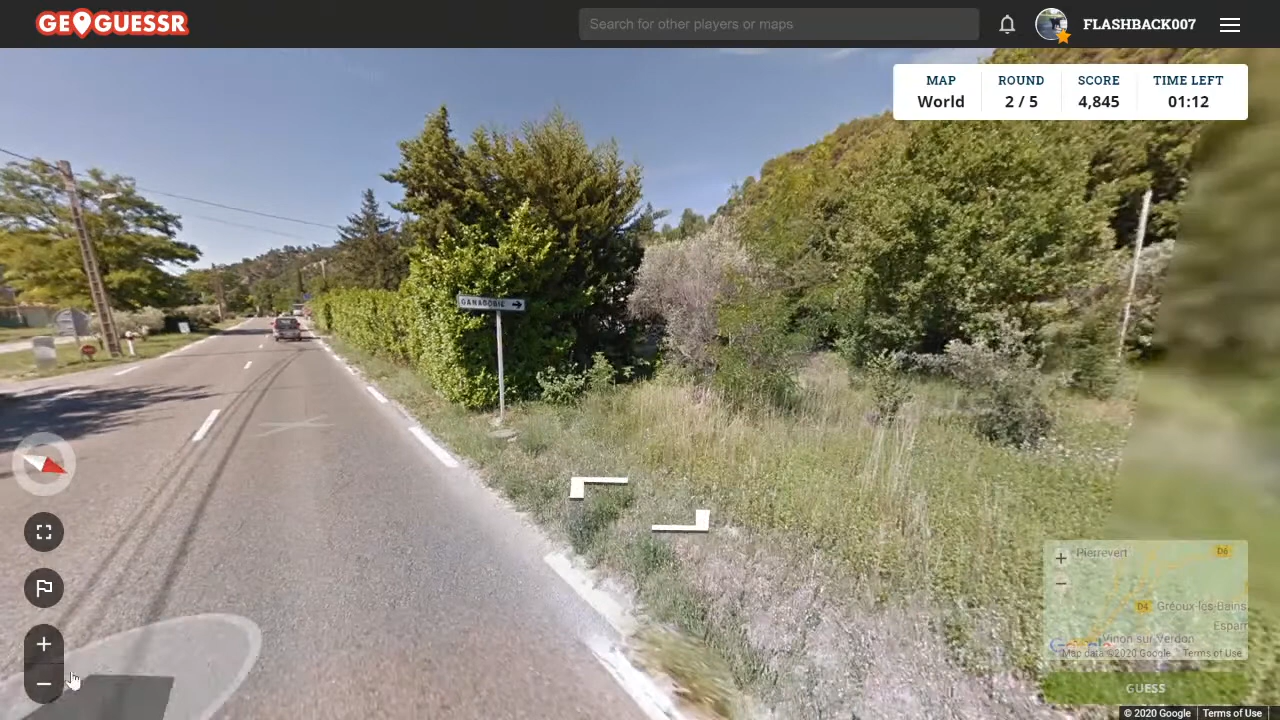 GEOGUESSR
Search for other players or maps
FLASHBACK007
MAP ROUND SCORE TIME LEFT
World 2 / 5 4,845 01:12
GANAGOBIE
Pierrevert
D6
D4
Gréoux-les-Bains
Espar
Vinon-sur-Verdon
Google
Map data ©2020 Google
Terms of Use
GUESS
© 2020 Google Terms of Use